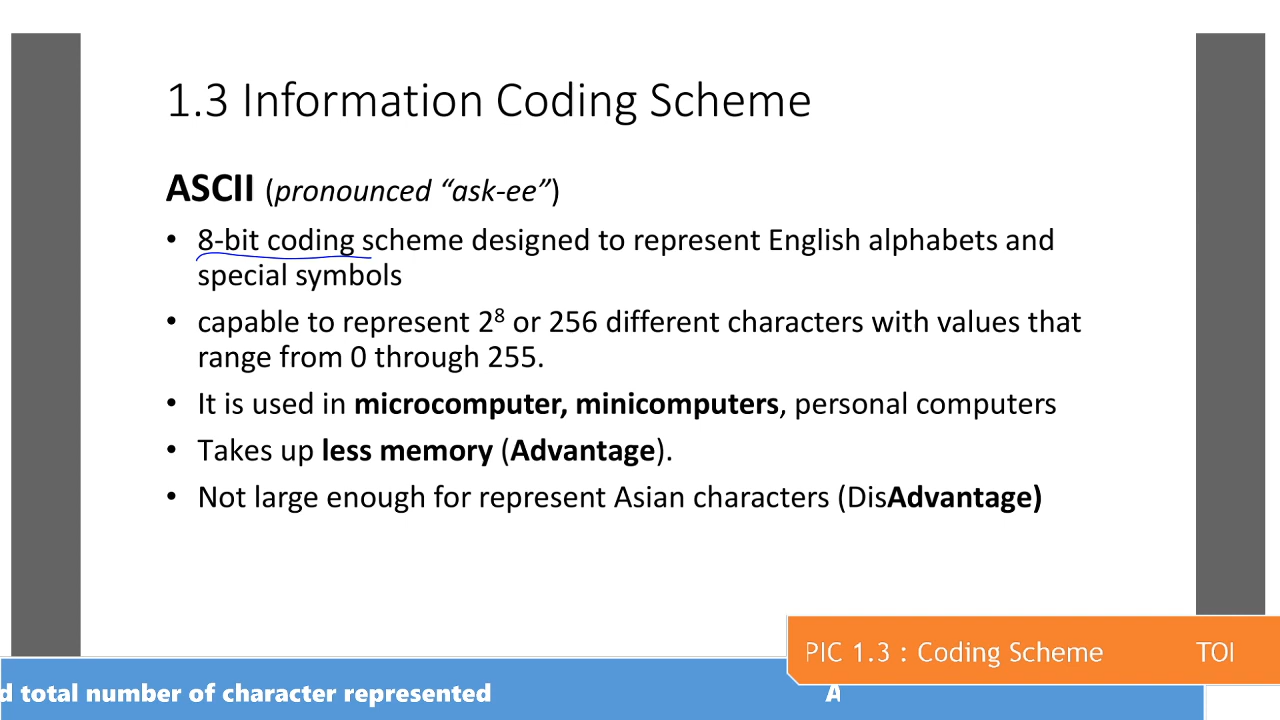 1.3 Information Coding Scheme
ASCII (pronounced “ask-ee”)
• 8-bit coding scheme designed to represent English alphabets and
special symbols
• capable to represent 2⁸ or 256 different characters with values that
range from 0 through 255.
• It is used in microcomputer, minicomputers, personal computers
• Takes up less memory (Advantage).
• Not large enough for represent Asian characters (DisAdvantage)
PIC 1.3 : Coding Scheme TOI
d total number of character represented A